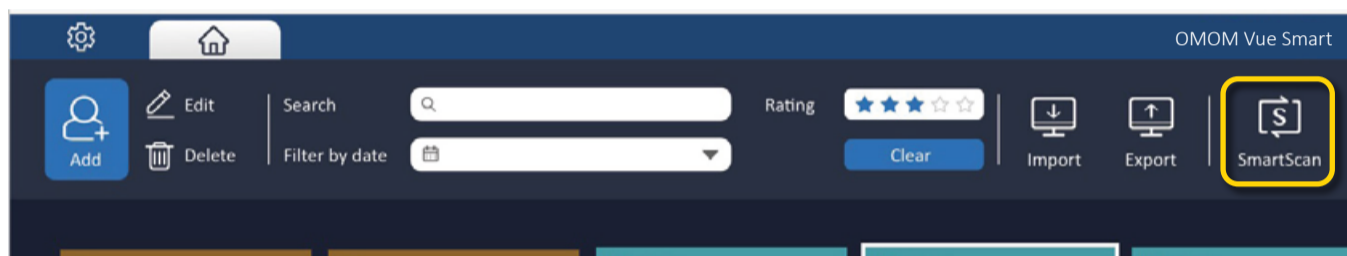 OMOM Vue Smart
Add
Edit
Delete
Search
Filter by date
Rating
Clear
Import
Export
S
SmartScan